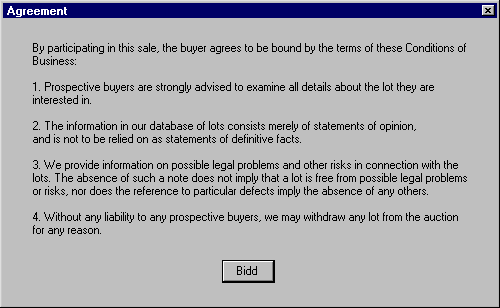 Agreement
By participating in this sale, the buyer agrees to be bound by the terms of these Conditions of
Business:
1. Prospective buyers are strongly advised to examine all details about the lot they are
interested in.
2. The information in our database of lots consists merely of statements of opinion,
and is not to be relied on as statements of definitive facts.
3. We provide information on possible legal problems and other risks in connection with the
lots. The absence of such a note does not imply that a lot is free from possible legal problems
or risks, nor does the reference to particular defects imply the absence of any others.
4. Without any liability to any prospective buyers, we may withdraw any lot from the auction
for any reason.
Bidd